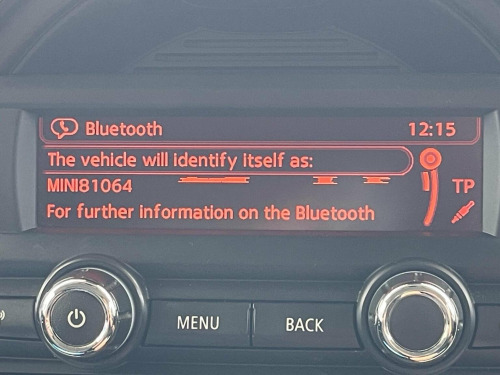 Bluetooth 12:15
The vehicle will identify itself as:
MINI81064
TP
For further information on the Bluetooth
MENU BACK